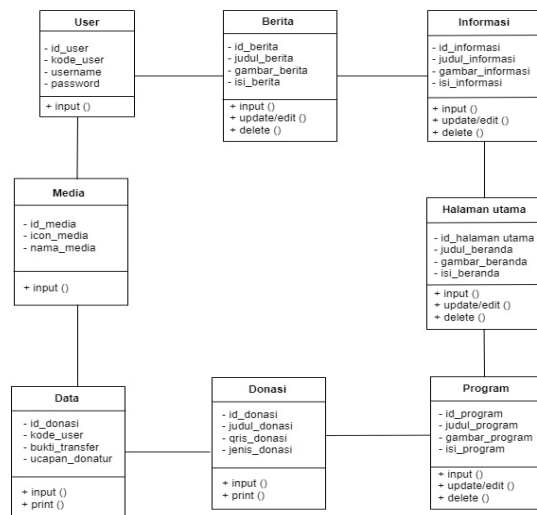 User
- id_user
- kode_user
- username
- password
+ input ()
Berita
- id_berita
- judul_berita
- gambar_berita
- isi_berita
+ input ()
+ update/edit ()
+ delete ()
Informasi
- id_informasi
- judul_informasi
- gambar_informasi
- isi_informasi
+ input ()
+ update/edit ()
+ delete ()
Media
- id_media
- icon_media
- nama_media
+ input ()
Halaman utama
- id_halaman utama
- judul_beranda
- gambar_beranda
- isi_beranda
+ input ()
+ update/edit ()
+ delete ()
Data
- id_donasi
- kode_user
- bukti_transfer
- ucapan_donatur
+ input ()
+ print ()
Donasi
- id_donasi
- judul_donasi
- qris_donasi
- jenis_donasi
+ input ()
+ print ()
Program
- id_program
- judul_program
- gambar_program
- isi_program
+ input ()
+ update/edit ()
+ delete ()